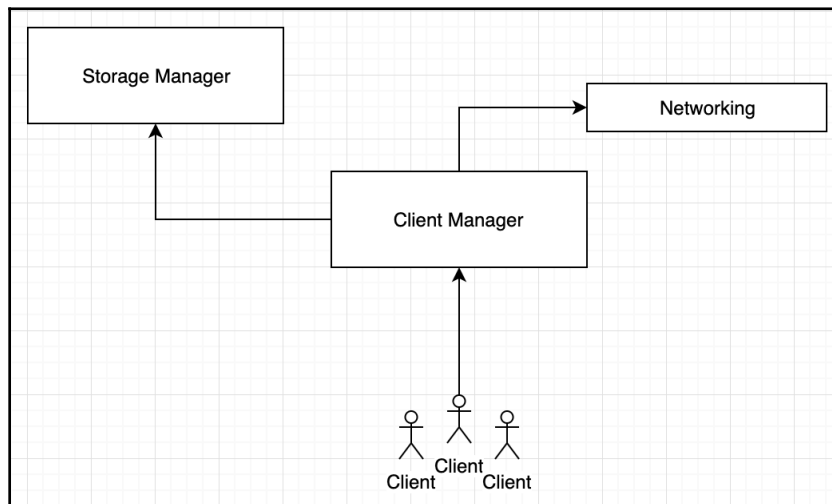 Storage Manager
Networking
Client Manager
Client
Client
Client